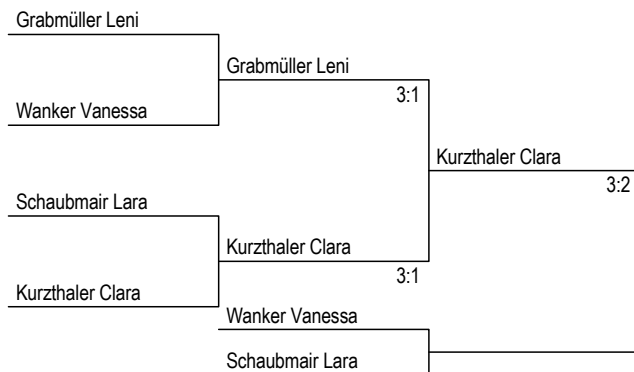 Grabmüller Leni
Grabmüller Leni
3:1
Wanker Vanessa
Kurzthaler Clara
3:2
Schaubmair Lara
Kurzthaler Clara
3:1
Kurzthaler Clara
Wanker Vanessa
Schaubmair Lara